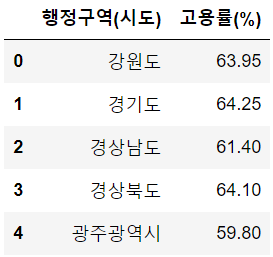 행정구역(시도) 고용률(%)
0 강원도 63.95
1 경기도 64.25
2 경상남도 61.40
3 경상북도 64.10
4 광주광역시 59.80